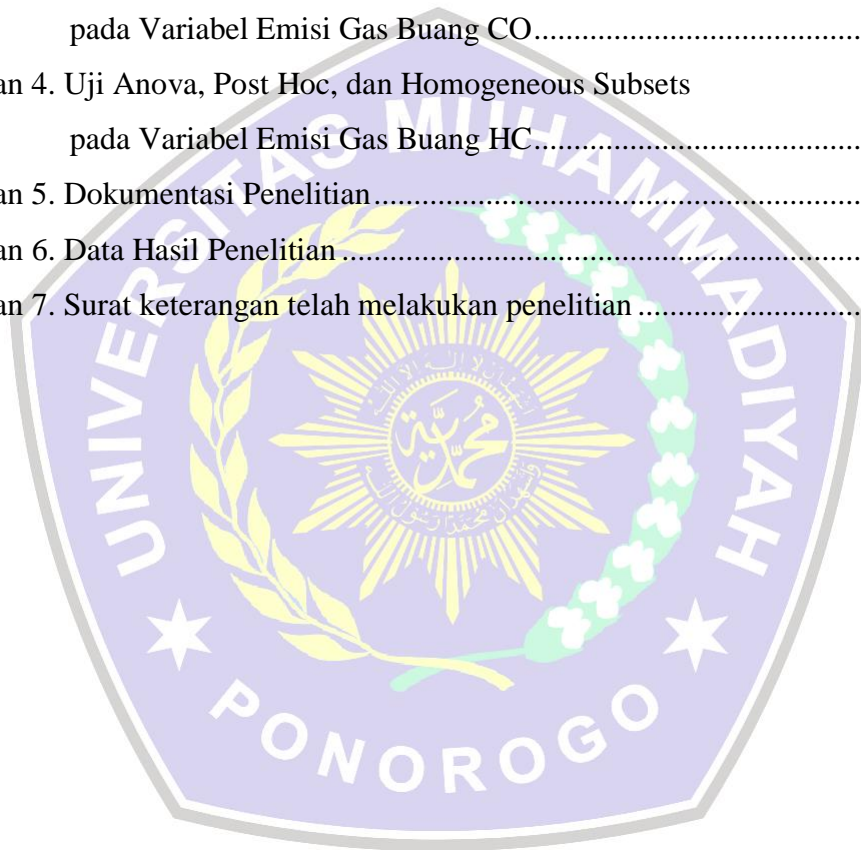 pada Variabel Emisi Gas Buang CO........................................
an 4. Uji Anova, Post Hoc, dan Homogeneous Subsets
pada Variabel Emisi Gas Buang HC........................................
an 5. Dokumentasi Penelitian............................................................
an 6. Data Hasil Penelitian................................................................
an 7. Surat keterangan telah melakukan penelitian............................
UNIVERSITAS MUHAMMADIYAH
PONOROGO